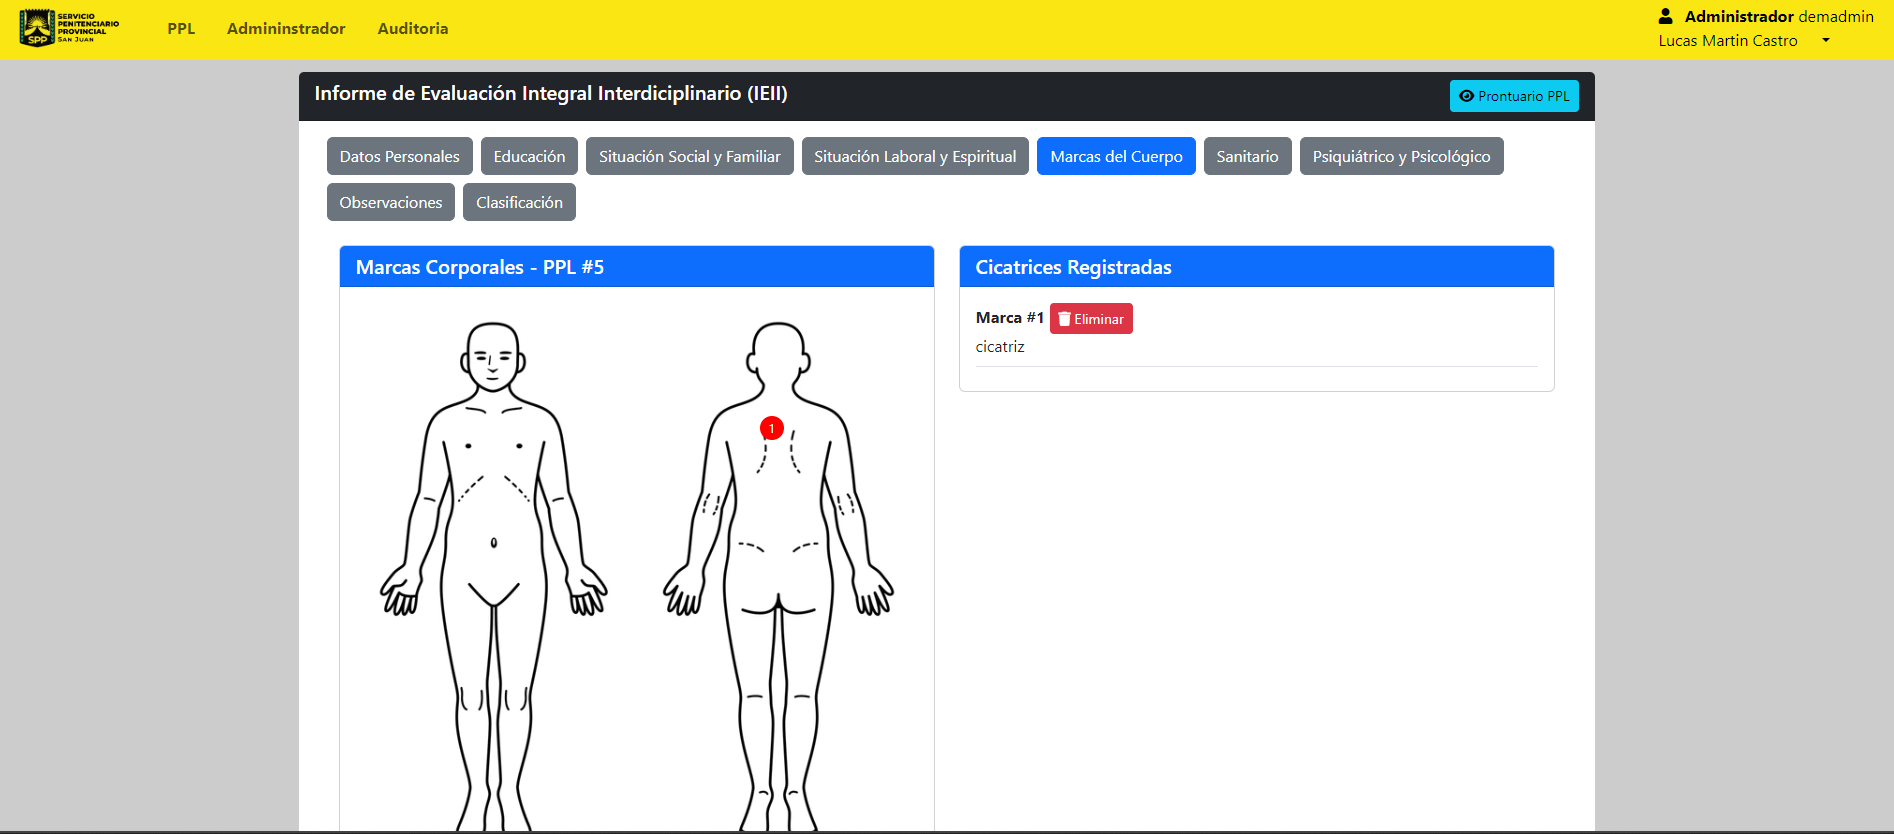 SERVICIO
PENITENCIARIO
PROVINCIAL
SAN JUAN
SPP
PPL
Admininstrador
Auditoria
Administrador demadmin
Lucas Martin Castro
Informe de Evaluación Integral Interdiciplinario (IEII)
Prontuario PPL
Datos Personales
Educación
Situación Social y Familiar
Situación Laboral y Espiritual
Marcas del Cuerpo
Sanitario
Psiquiátrico y Psicológico
Observaciones
Clasificación
Marcas Corporales - PPL #5
1
Cicatrices Registradas
Marca #1 Eliminar
cicatriz